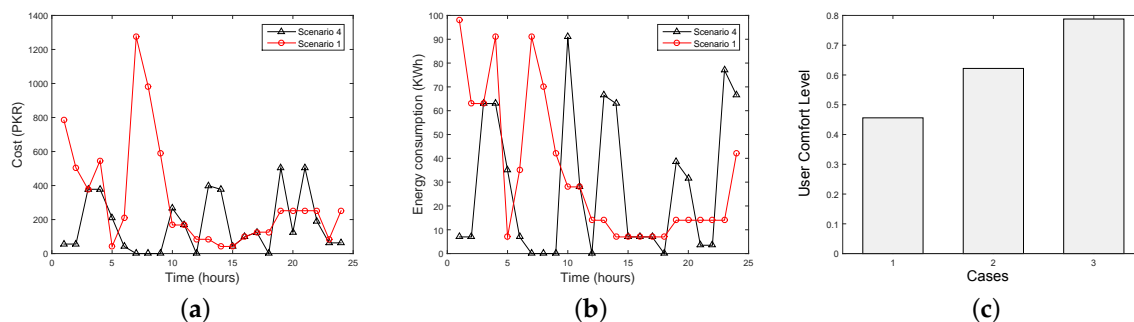 Cost (PKR)
1400
1200
1000
800
600
400
200
0
0 5 10 15 20 25
Time (hours)
Scenario 4
Scenario 1
(a)
Energy consumption (KWh)
100
90
80
70
60
50
40
30
20
10
0
0 5 10 15 20 25
Time (hours)
Scenario 4
Scenario 1
(b)
User Comfort Level
0.8
0.7
0.6
0.5
0.4
0.3
0.2
0.1
0
1 2 3
Cases
(c)